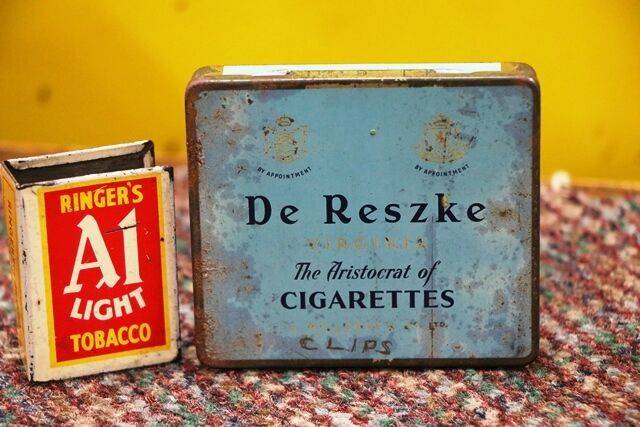 RINGER'S
A1
LIGHT
TOBACCO
BY APPOINTMENT
BY APPOINTMENT
De Reszke
VIRGINIA
The Aristocrat of
CIGARETTES
LTD.
CLIPS